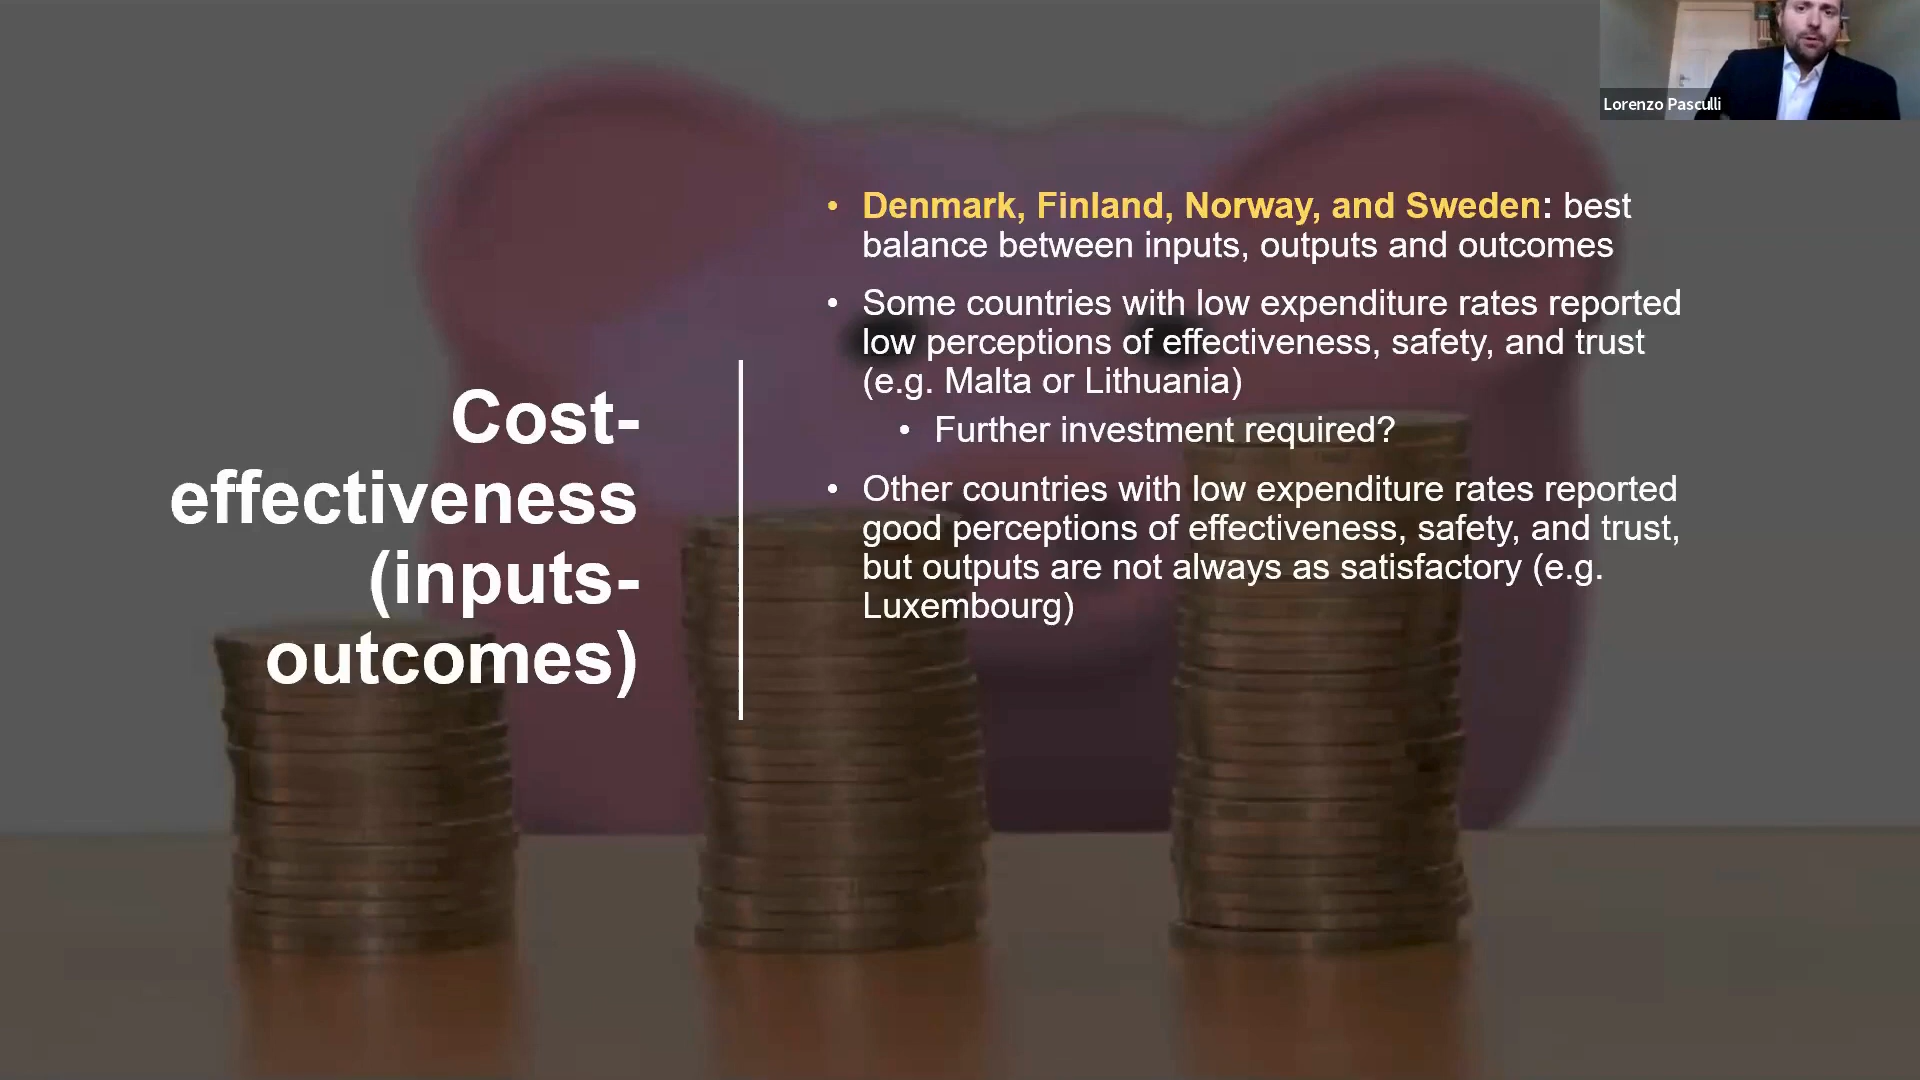 Lorenzo Pasculli
Cost-
effectiveness
(inputs-
outcomes)
• Denmark, Finland, Norway, and Sweden: best
balance between inputs, outputs and outcomes
• Some countries with low expenditure rates reported
low perceptions of effectiveness, safety, and trust
(e.g. Malta or Lithuania)
• Further investment required?
• Other countries with low expenditure rates reported
good perceptions of effectiveness, safety, and trust,
but outputs are not always as satisfactory (e.g.
Luxembourg)